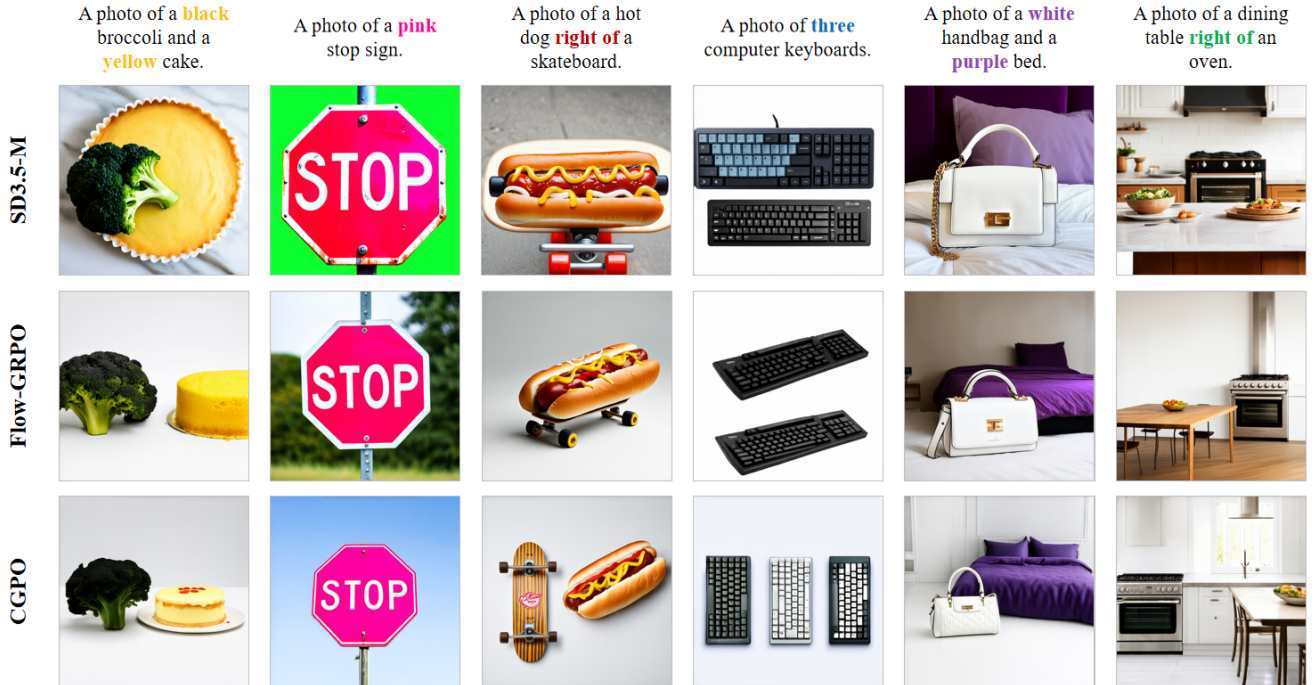 A photo of a black
broccoli and a
yellow cake.
A photo of a pink
stop sign.
A photo of a hot
dog right of a
skateboard.
A photo of three
computer keyboards.
A photo of a white
handbag and a
purple bed.
A photo of a dining
table right of an
oven.
SD3.5-M
STOP
Flow-GRPO
STOP
CGPO
STOP